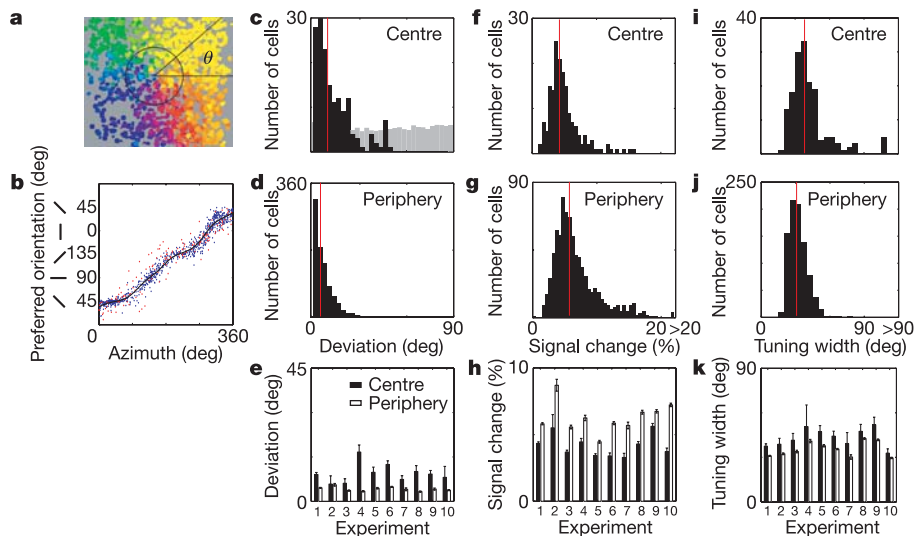 a
θ
b
Preferred orientation (deg)
45
0
135
90
45
0
360
Azimuth (deg)
c
30
Number of cells
Centre
d
360
Number of cells
Periphery
0
90
Deviation (deg)
e
45
Deviation (deg)
0
Centre
Periphery
1 2 3 4 5 6 7 8 9 10
Experiment
f
30
Number of cells
Centre
g
90
Number of cells
Periphery
0
20 >20
Signal change (%)
h
10
Signal change (%)
0
1 2 3 4 5 6 7 8 9 10
Experiment
i
40
Number of cells
Centre
j
250
Number of cells
Periphery
0
90 >90
Tuning width (deg)
k
90
Tuning width (deg)
0
1 2 3 4 5 6 7 8 9 10
Experiment